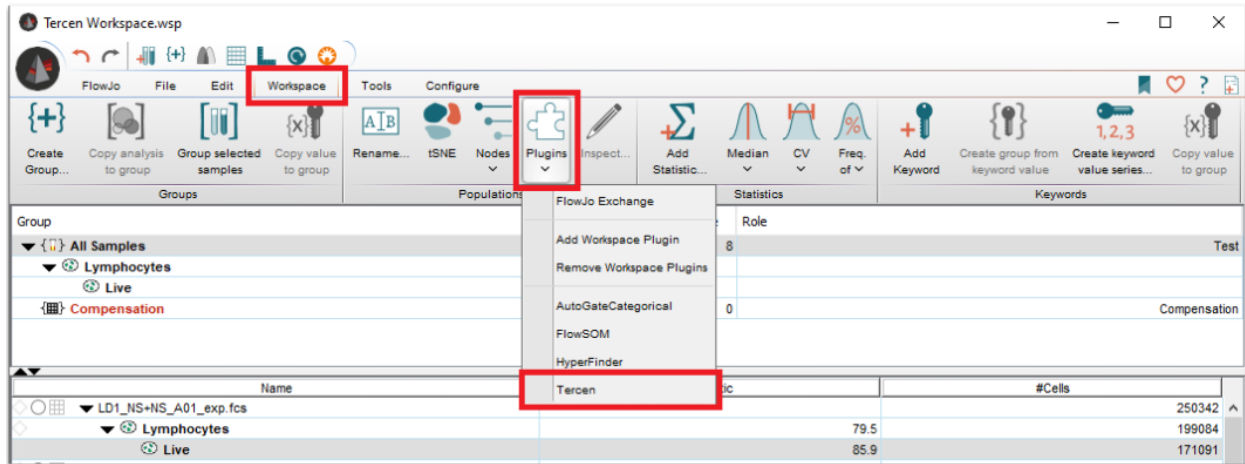 Tercen Workspace.wsp
FlowJo File Edit Workspace Tools Configure
Create Group...
Copy analysis to group
Group selected samples
Copy value to group
Rename...
tSNE
Nodes
Plugins
Inspect...
Add Statistic...
Median
CV
Freq. of
Add Keyword
Create group from keyword value
1,2,3
Create keyword value series...
Copy value to group
Groups Populations Statistics Keywords
FlowJo Exchange
Add Workspace Plugin
Remove Workspace Plugins
AutoGateCategorical
FlowSOM
HyperFinder
Tercen
Group Role
All Samples 8 Test
Lymphocytes
Live
Compensation 0 Compensation
Name #Cells
LD1_NS+NS_A01_exp.fcs 250342
Lymphocytes 79.5 199084
Live 85.9 171091